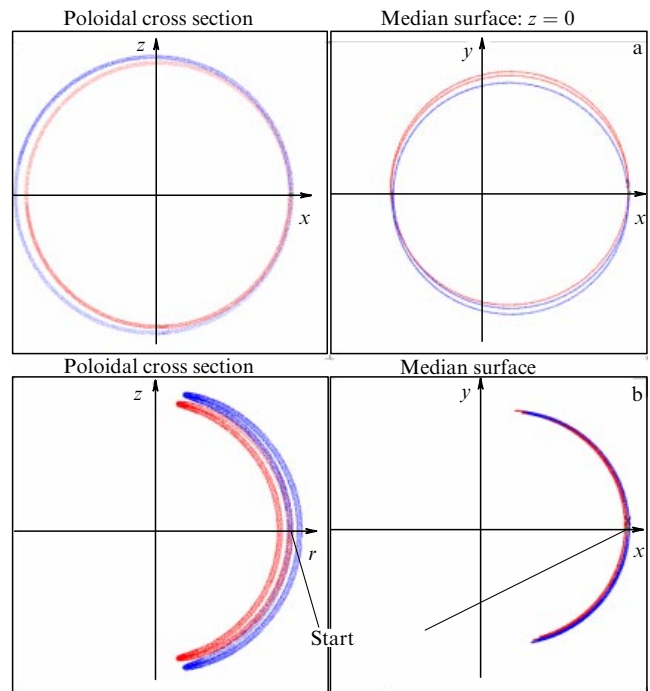 Poloidal cross section
Median surface: z = 0
z
x
y
a
x
Poloidal cross section
Median surface
z
r
y
b
x
Start